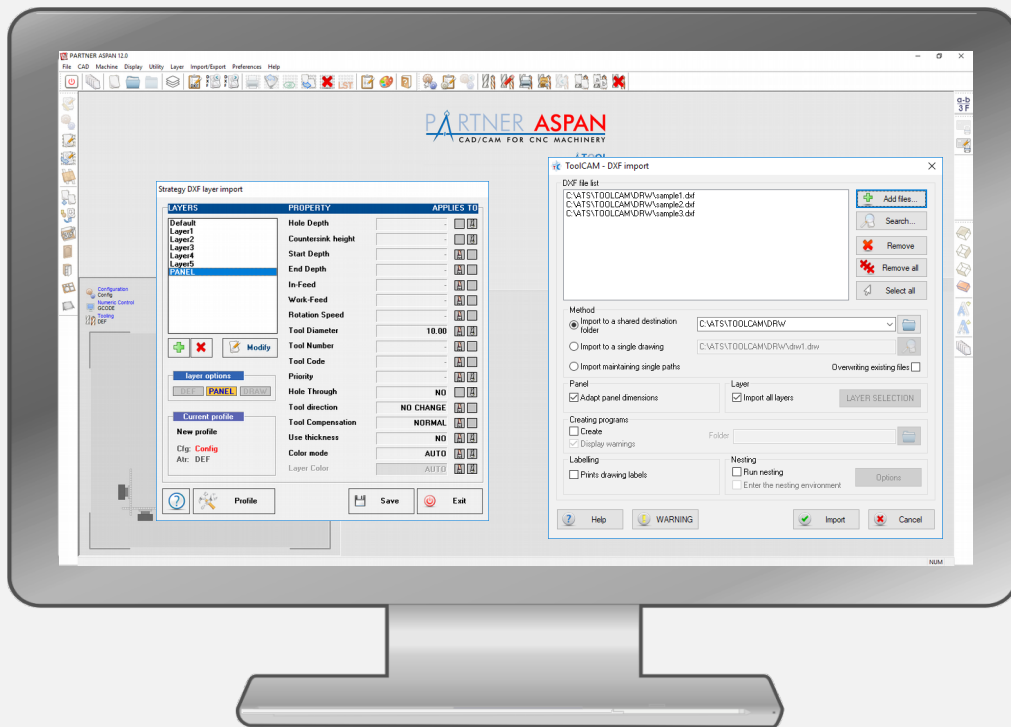 PARTNER ASPAN 12.0
File CAD Machine Display Utility Layer Import/Export Preferences Help
LST
a-b
3 F
PARTNER ASPAN
CAD/CAM FOR CNC MACHINERY
Configuration
Config
Numeric Control
GCODE
Tooling
DEF
Strategy DXF layer import
LAYERS PROPERTY APPLIES TO
Default
Layer1
Layer2
Layer3
Layer4
Layer5
PANEL
Modify
layer options
DEF PANEL DRAW
Current profile
New profile
Cfg: Config
Atr: DEF
Hole Depth -
Countersink height -
Start Depth -
End Depth -
In-Feed -
Work-Feed -
Rotation Speed -
Tool Diameter 10.00
Tool Number -
Tool Code -
Priority -
Hole Through NO
Tool direction NO CHANGE
Tool Compensation NORMAL
Use thickness NO
Color mode AUTO
Layer Color AUTO
Profile Save Exit
ToolCAM - DXF import
DXF file list
C:\ATS\TOOLCAM\DRW\sample1.dxf
C:\ATS\TOOLCAM\DRW\sample2.dxf
C:\ATS\TOOLCAM\DRW\sample3.dxf
Add files...
Search...
Remove
Remove all
Select all
Method
Import to a shared destination folder C:\ATS\TOOLCAM\DRW
Import to a single drawing C:\ATS\TOOLCAM\DRW\drw1.drw
Import maintaining single paths Overwriting existing files
Panel
Adapt panel dimensions
Layer
Import all layers LAYER SELECTION
Creating programs
Create
Display warnings
Folder
Labelling
Prints drawing labels
Nesting
Run nesting
Enter the nesting environment
Options
Help WARNING Import Cancel
NUM